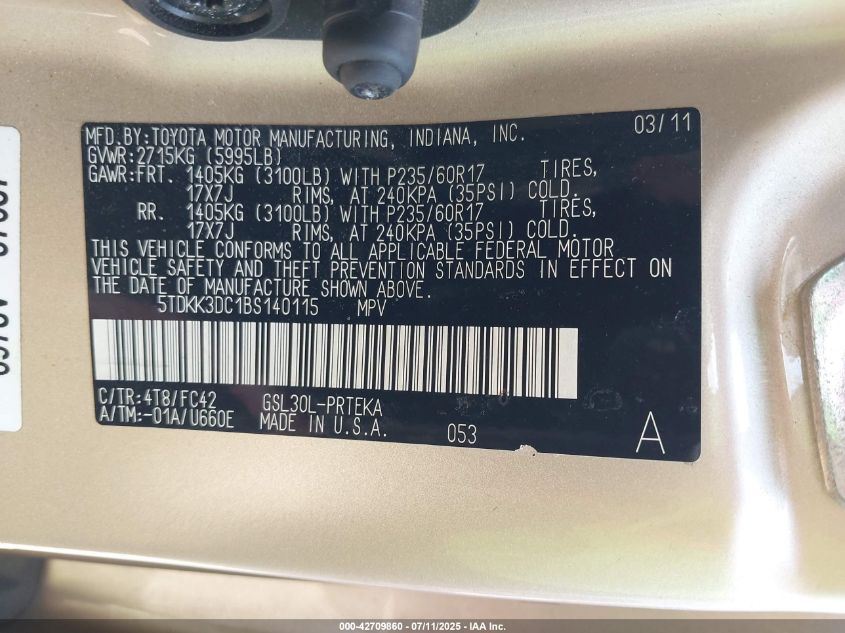 MFD.BY:TOYOTA MOTOR MANUFACTURING, INDIANA, INC. 03/11
GVWR:2715KG (5995LB)
GAWR:FRT. 1405KG (3100LB) WITH P235/60R17 TIRES,
17X7J RIMS, AT 240KPA (35PSI) COLD.
RR. 1405KG (3100LB) WITH P235/60R17 TIRES,
17X7J RIMS, AT 240KPA (35PSI) COLD.
THIS VEHICLE CONFORMS TO ALL APPLICABLE FEDERAL MOTOR
VEHICLE SAFETY AND THEFT PREVENTION STANDARDS IN EFFECT ON
THE DATE OF MANUFACTURE SHOWN ABOVE.
5TDKK3DC1BS140115 MPV
C/TR:4T8/FC42 GSL30L-PRTEKA
A/TM:-01A/U660E MADE IN U.S.A. 053 A
000-42709860 - 07/11/2025 - IAA Inc.